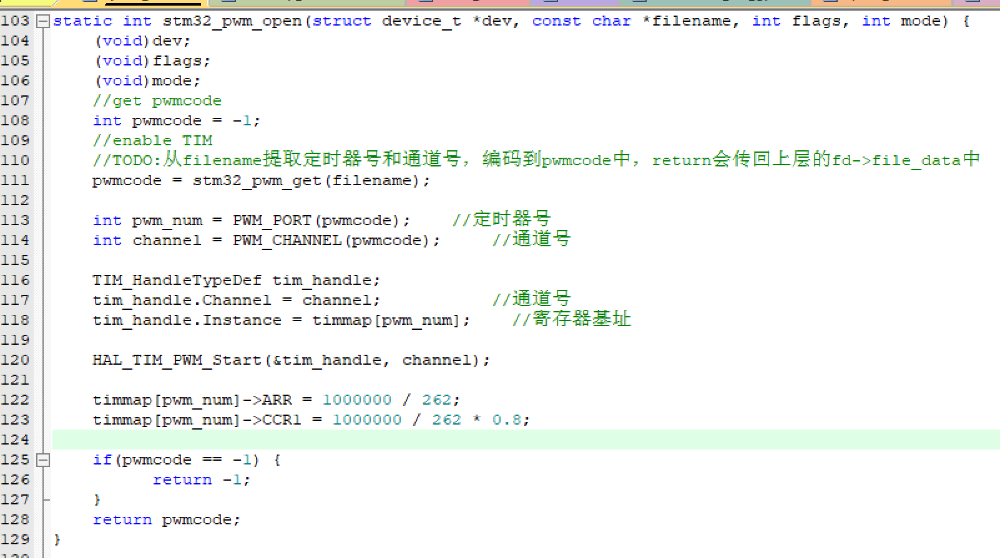 103 static int stm32_pwm_open(struct device_t *dev, const char *filename, int flags, int mode) {
104 (void)dev;
105 (void)flags;
106 (void)mode;
107 //get pwmcode
108 int pwmcode = -1;
109 //enable TIM
110 //TODO:从filename提取定时器号和通道号，编码到pwmcode中，return会传回上层的fd->file_data中
111 pwmcode = stm32_pwm_get(filename);
112
113 int pwm_num = PWM_PORT(pwmcode); //定时器号
114 int channel = PWM_CHANNEL(pwmcode); //通道号
115
116 TIM_HandleTypeDef tim_handle;
117 tim_handle.Channel = channel; //通道号
118 tim_handle.Instance = timmap[pwm_num]; //寄存器基址
119
120 HAL_TIM_PWM_Start(&tim_handle, channel);
121
122 timmap[pwm_num]->ARR = 1000000 / 262;
123 timmap[pwm_num]->CCR1 = 1000000 / 262 * 0.8;
124
125 if(pwmcode == -1) {
126 return -1;
127 }
128 return pwmcode;
129 }